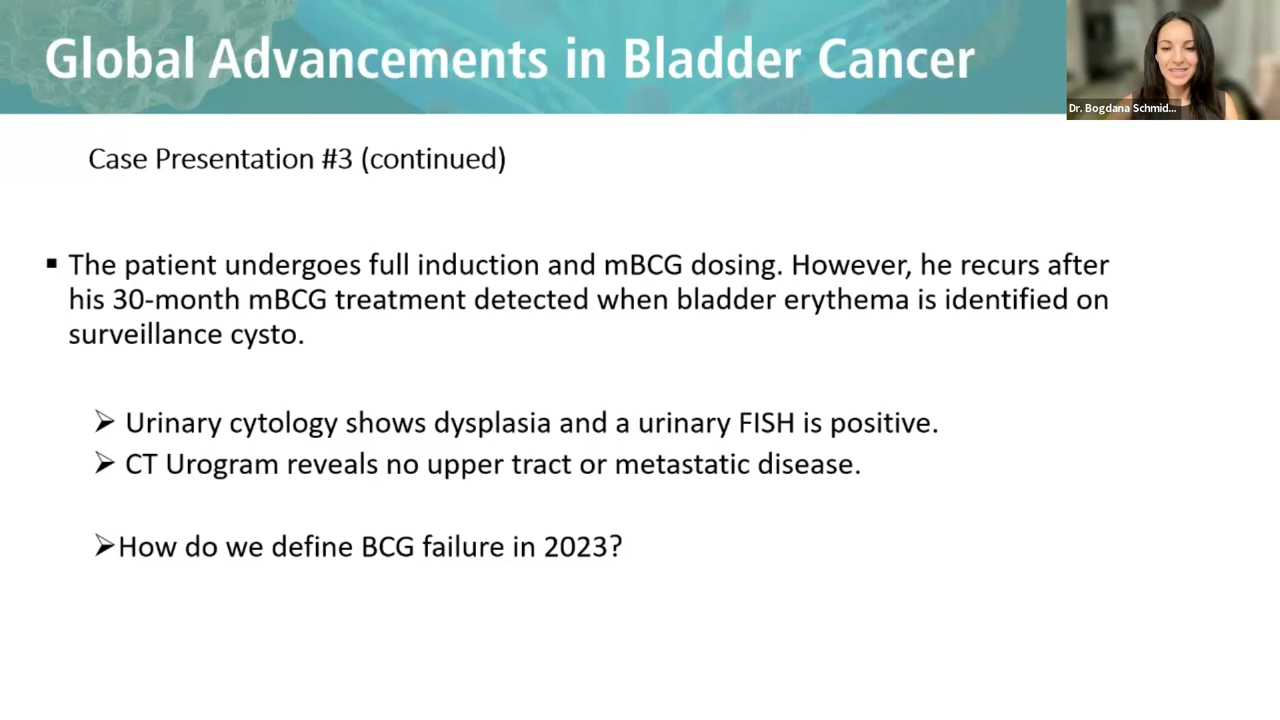 Global Advancements in Bladder Cancer
Dr. Bogdana Schmid...
Case Presentation #3 (continued)
▪ The patient undergoes full induction and mBCG dosing. However, he recurs after
his 30-month mBCG treatment detected when bladder erythema is identified on
surveillance cysto.
➢ Urinary cytology shows dysplasia and a urinary FISH is positive.
➢ CT Urogram reveals no upper tract or metastatic disease.
➢How do we define BCG failure in 2023?